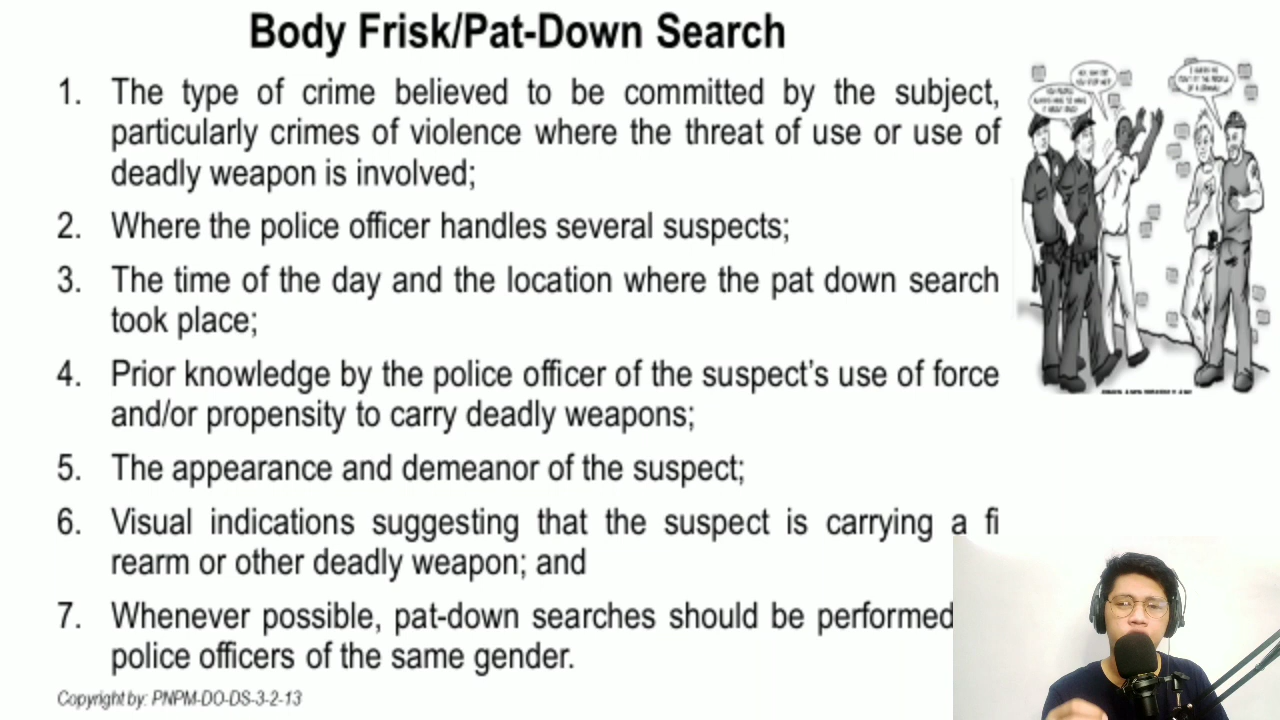 Body Frisk/Pat-Down Search
1. The type of crime believed to be committed by the subject,
particularly crimes of violence where the threat of use or use of
deadly weapon is involved;
2. Where the police officer handles several suspects;
3. The time of the day and the location where the pat down search
took place;
4. Prior knowledge by the police officer of the suspect's use of force
and/or propensity to carry deadly weapons;
5. The appearance and demeanor of the suspect;
6. Visual indications suggesting that the suspect is carrying a fi
rearm or other deadly weapon; and
7. Whenever possible, pat-down searches should be performed
police officers of the same gender.
Copyright by: PNPM-DO-DS-3-2-13